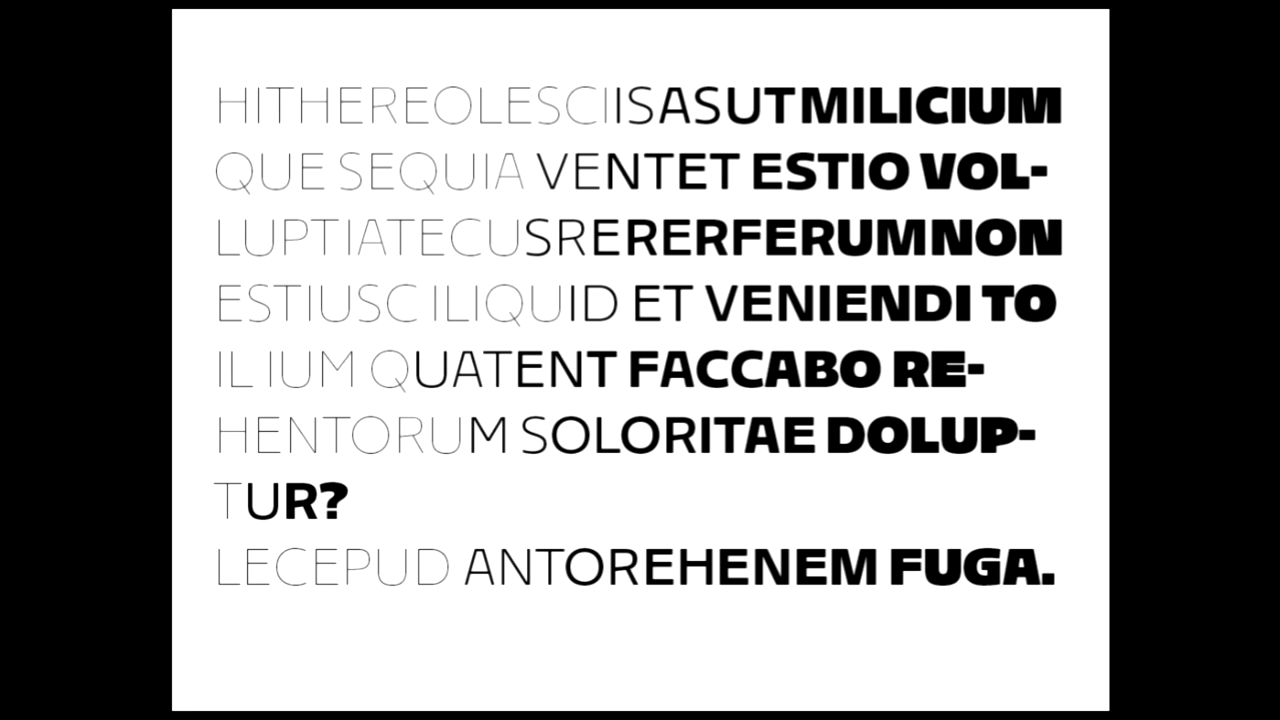 HITHEREOLESCIISASUTMILICIUM
QUE SEQUIA VENTET ESTIO VOL-
LUPTIATECUSRERERFERUMNON
ESTIUSC ILIQUID ET VENIENDI TO
IL IUM QUATENT FACCABO RE-
HENTORUM SOLORITAE DOLUP-
TUR?
LECEPUD ANTOREHENEM FUGA.